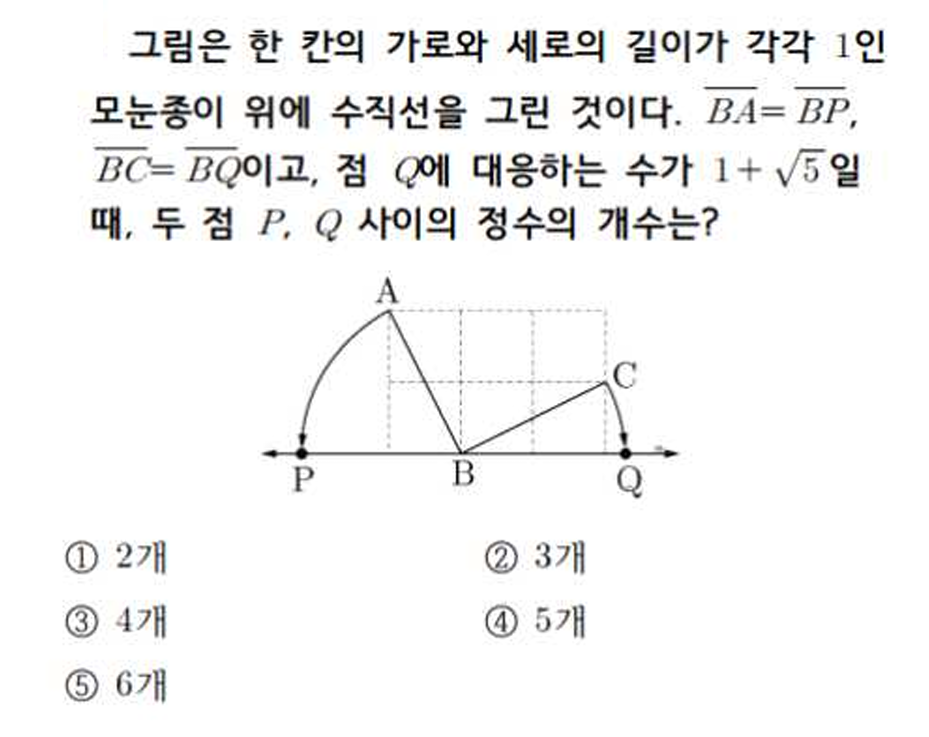 그림은 한 칸의 가로와 세로의 길이가 각각 1인
모눈종이 위에 수직선을 그린 것이다. $\overline{BA}=\overline{BP}$,
$\overline{BC}=\overline{BQ}$이고, 점 Q에 대응하는 수가 $1+\sqrt{5}$일
때, 두 점 P, Q 사이의 정수의 개수는?
A
C
P B Q
① 2개 ② 3개
③ 4개 ④ 5개
⑤ 6개